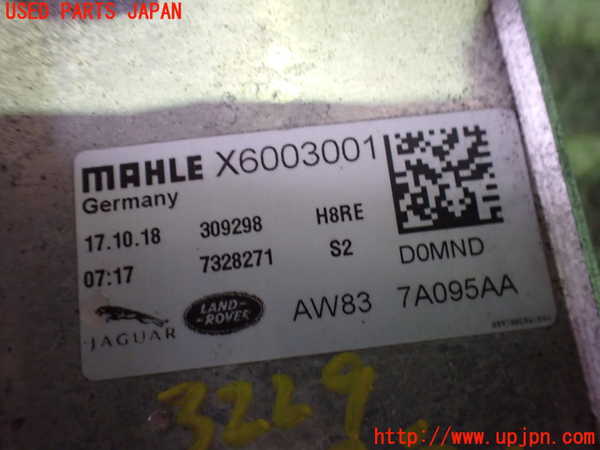 USED PARTS JAPAN
MAHLE X6003001
Germany
17.10.18 309298 H8RE
07:17 7328271 S2 D0MND
JAGUAR LAND-ROVER AW83 7A095AA
3229
http://www.upjpn.com/